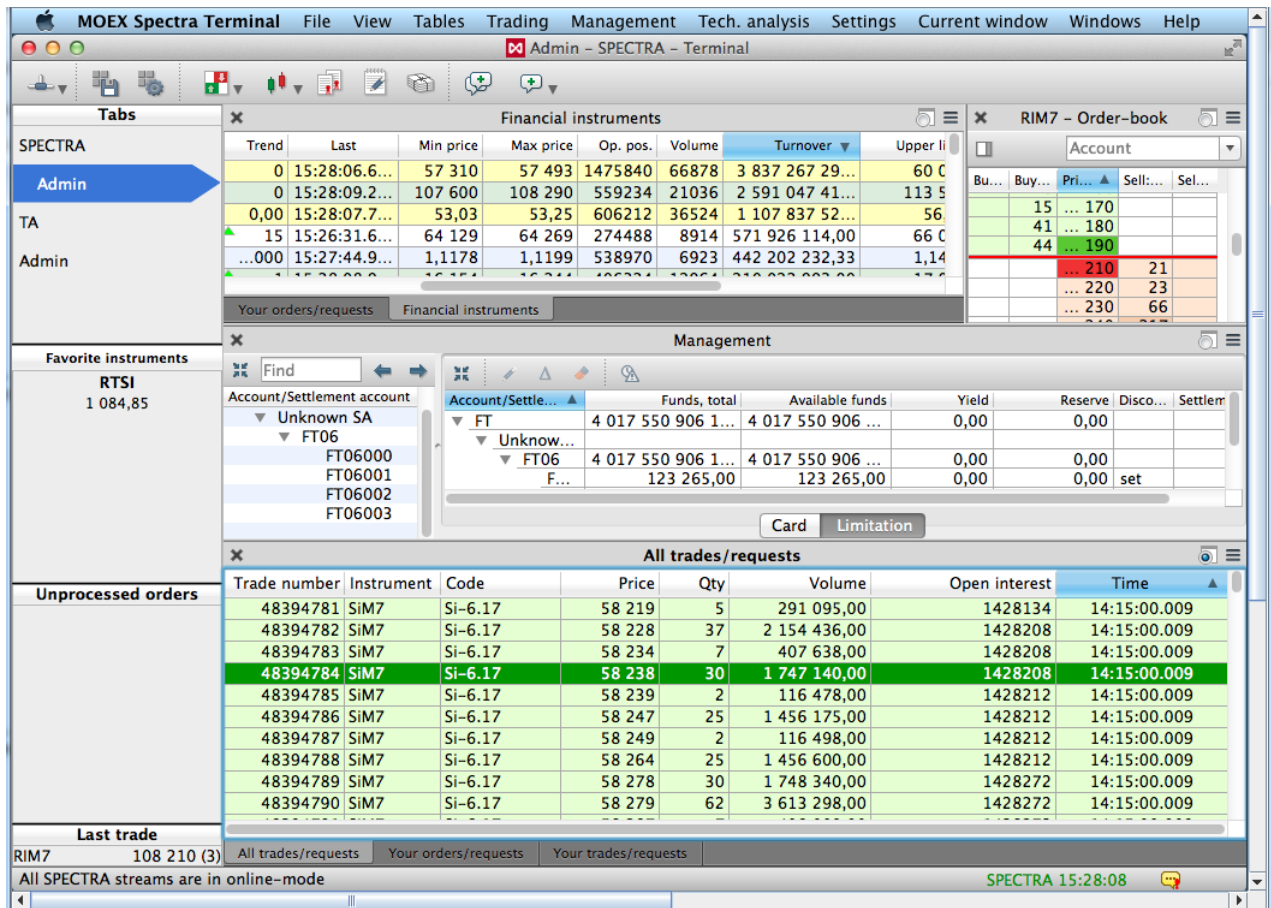 MOEX Spectra Terminal File View Tables Trading Management Tech. analysis Settings Current window Windows Help
Admin – SPECTRA – Terminal
Tabs
SPECTRA
Admin
TA
Admin
Favorite instruments
RTSI
1 084,85
Unprocessed orders
Last trade
RIM7 108 210 (3)
Financial instruments
Trend Last Min price Max price Op. pos. Volume Turnover Upper li
0 15:28:06.6... 57 310 57 493 1475840 66878 3 837 267 29... 60 0
0 15:28:09.2... 107 600 108 290 559234 21036 2 591 047 41... 113 5
0,00 15:28:07.7... 53,03 53,25 606212 36524 1 107 837 52... 56,
15 15:26:31.6... 64 129 64 269 274488 8914 571 926 114,00 66 0
...000 15:27:44.9... 1,1178 1,1199 538970 6923 442 202 232,33 1,14
Your orders/requests Financial instruments
RIM7 – Order-book
Account
Bu... Buy... Pri... Sell:... Sel...
15 ... 170
41 ... 180
44 ... 190
... 210 21
... 220 23
... 230 66
Management
Find
Account/Settlement account
Unknown SA
FT06
FT06000
FT06001
FT06002
FT06003
Account/Settle... Funds, total Available funds Yield Reserve Disco... Settlem
FT 4 017 550 906 1... 4 017 550 906 ... 0,00 0,00
Unknow...
FT06 4 017 550 906 1... 4 017 550 906 ... 0,00 0,00
F... 123 265,00 123 265,00 0,00 0,00 set
Card Limitation
All trades/requests
Trade number Instrument Code Price Qty Volume Open interest Time
48394781 SiM7 Si-6.17 58 219 5 291 095,00 1428134 14:15:00.009
48394782 SiM7 Si-6.17 58 228 37 2 154 436,00 1428208 14:15:00.009
48394783 SiM7 Si-6.17 58 234 7 407 638,00 1428208 14:15:00.009
48394784 SiM7 Si-6.17 58 238 30 1 747 140,00 1428208 14:15:00.009
48394785 SiM7 Si-6.17 58 239 2 116 478,00 1428212 14:15:00.009
48394786 SiM7 Si-6.17 58 247 25 1 456 175,00 1428212 14:15:00.009
48394787 SiM7 Si-6.17 58 249 2 116 498,00 1428212 14:15:00.009
48394788 SiM7 Si-6.17 58 264 25 1 456 600,00 1428212 14:15:00.009
48394789 SiM7 Si-6.17 58 278 30 1 748 340,00 1428272 14:15:00.009
48394790 SiM7 Si-6.17 58 279 62 3 613 298,00 1428272 14:15:00.009
All trades/requests Your orders/requests Your trades/requests
All SPECTRA streams are in online-mode SPECTRA 15:28:08